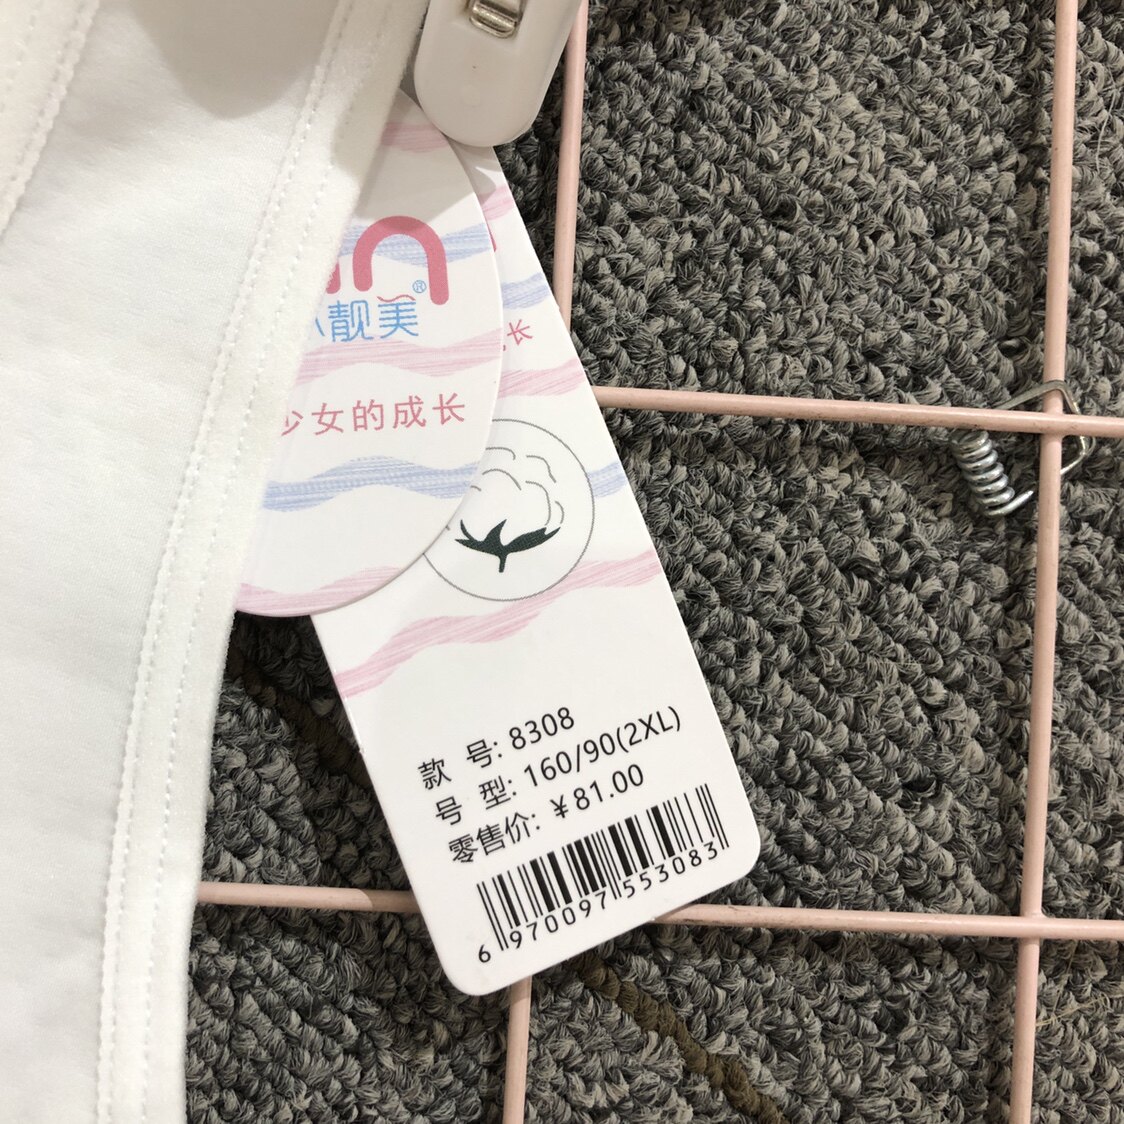 ®
靓美
少女的成长
长
款 号: 8308
号 型: 160/90(2XL)
零售价: ¥81.00
6 970097 553083